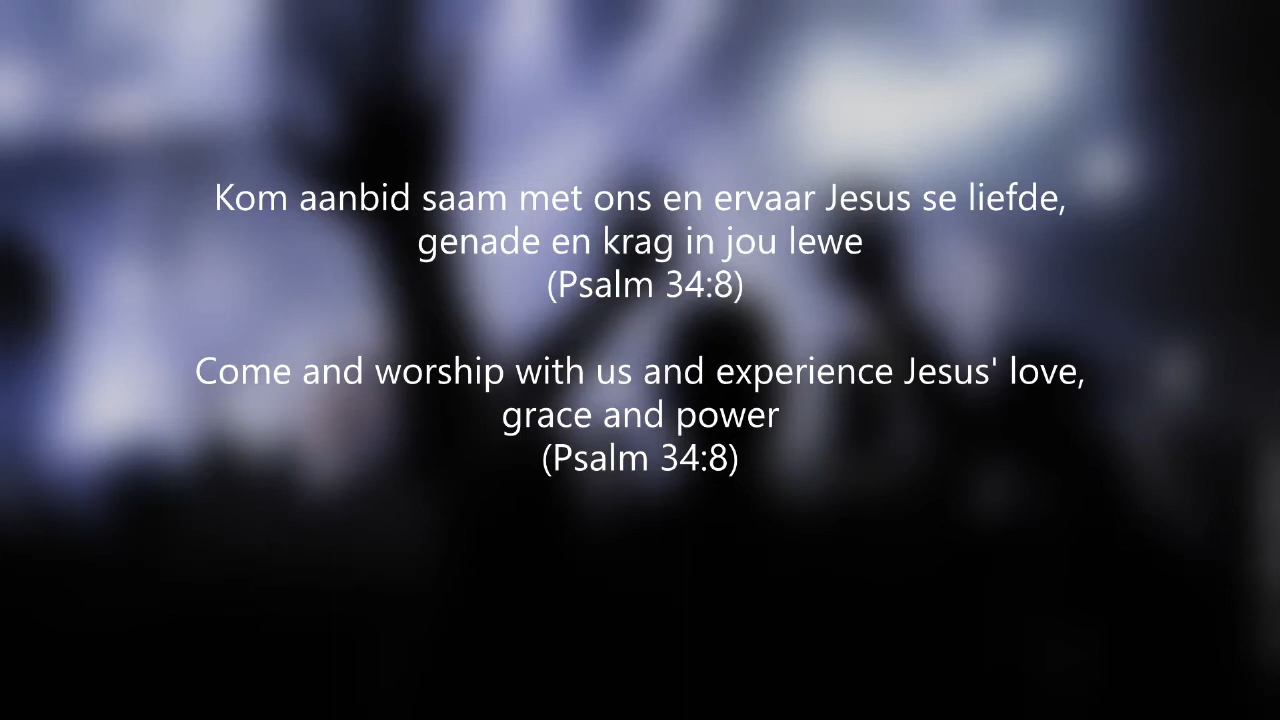 Kom aanbid saam met ons en ervaar Jesus se liefde,
genade en krag in jou lewe
(Psalm 34:8)
Come and worship with us and experience Jesus' love,
grace and power
(Psalm 34:8)